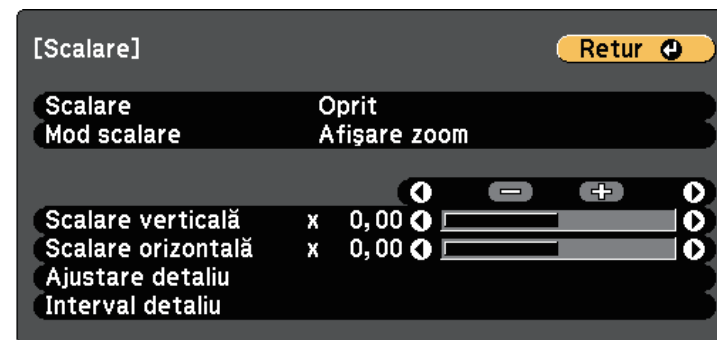 [Scalare] Retur
Scalare Oprit
Mod scalare Afişare zoom
Scalare verticală x 0,00
Scalare orizontală x 0,00
Ajustare detaliu
Interval detaliu